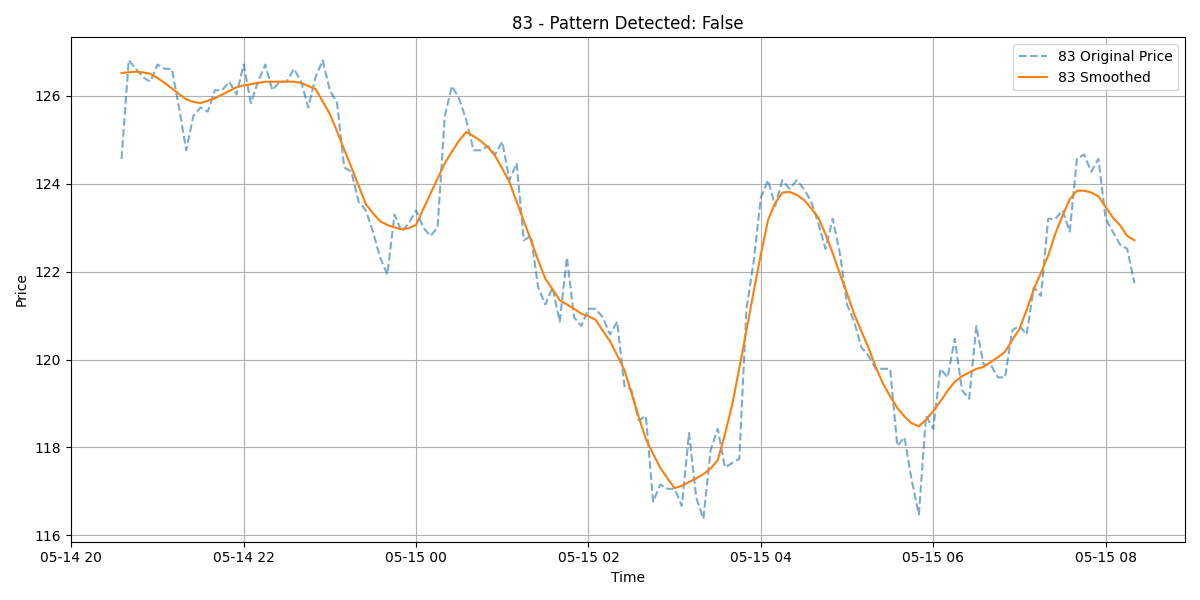 83 - Pattern Detected: False
83 Original Price
83 Smoothed
Price
126
124
122
120
118
116
05-14 20
05-14 22
05-15 00
05-15 02
05-15 04
05-15 06
05-15 08
Time